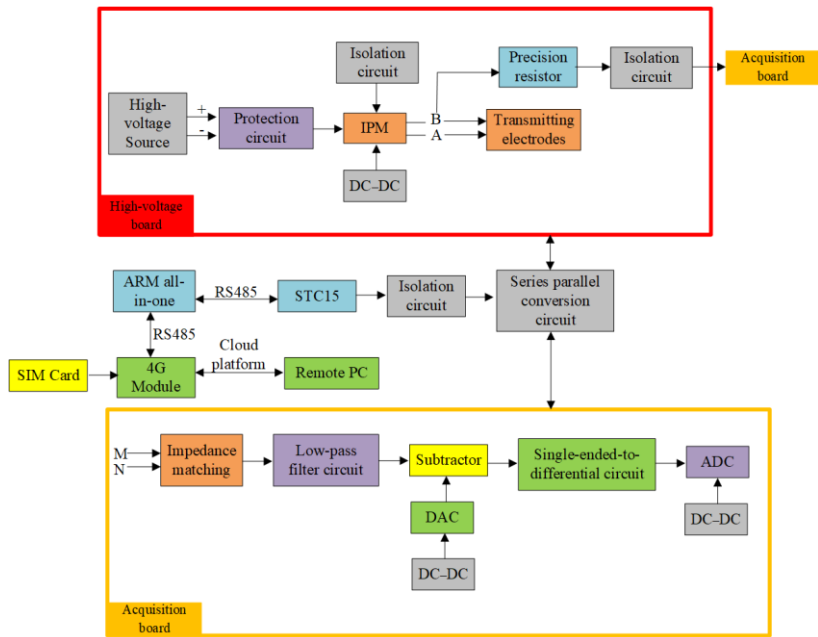 High-
voltage
Source
+
-
Protection
circuit
Isolation
circuit
IPM
DC–DC
B
A
Precision
resistor
Isolation
circuit
Transmitting
electrodes
Acquisition
board
High-voltage
board
ARM all-
in-one
RS485
STC15
Isolation
circuit
Series parallel
conversion
circuit
RS485
SIM Card
4G
Module
Cloud
platform
Remote PC
M
N
Impedance
matching
Low-pass
filter circuit
Subtractor
Single-ended-to-
differential circuit
ADC
DAC
DC–DC
DC–DC
Acquisition
board